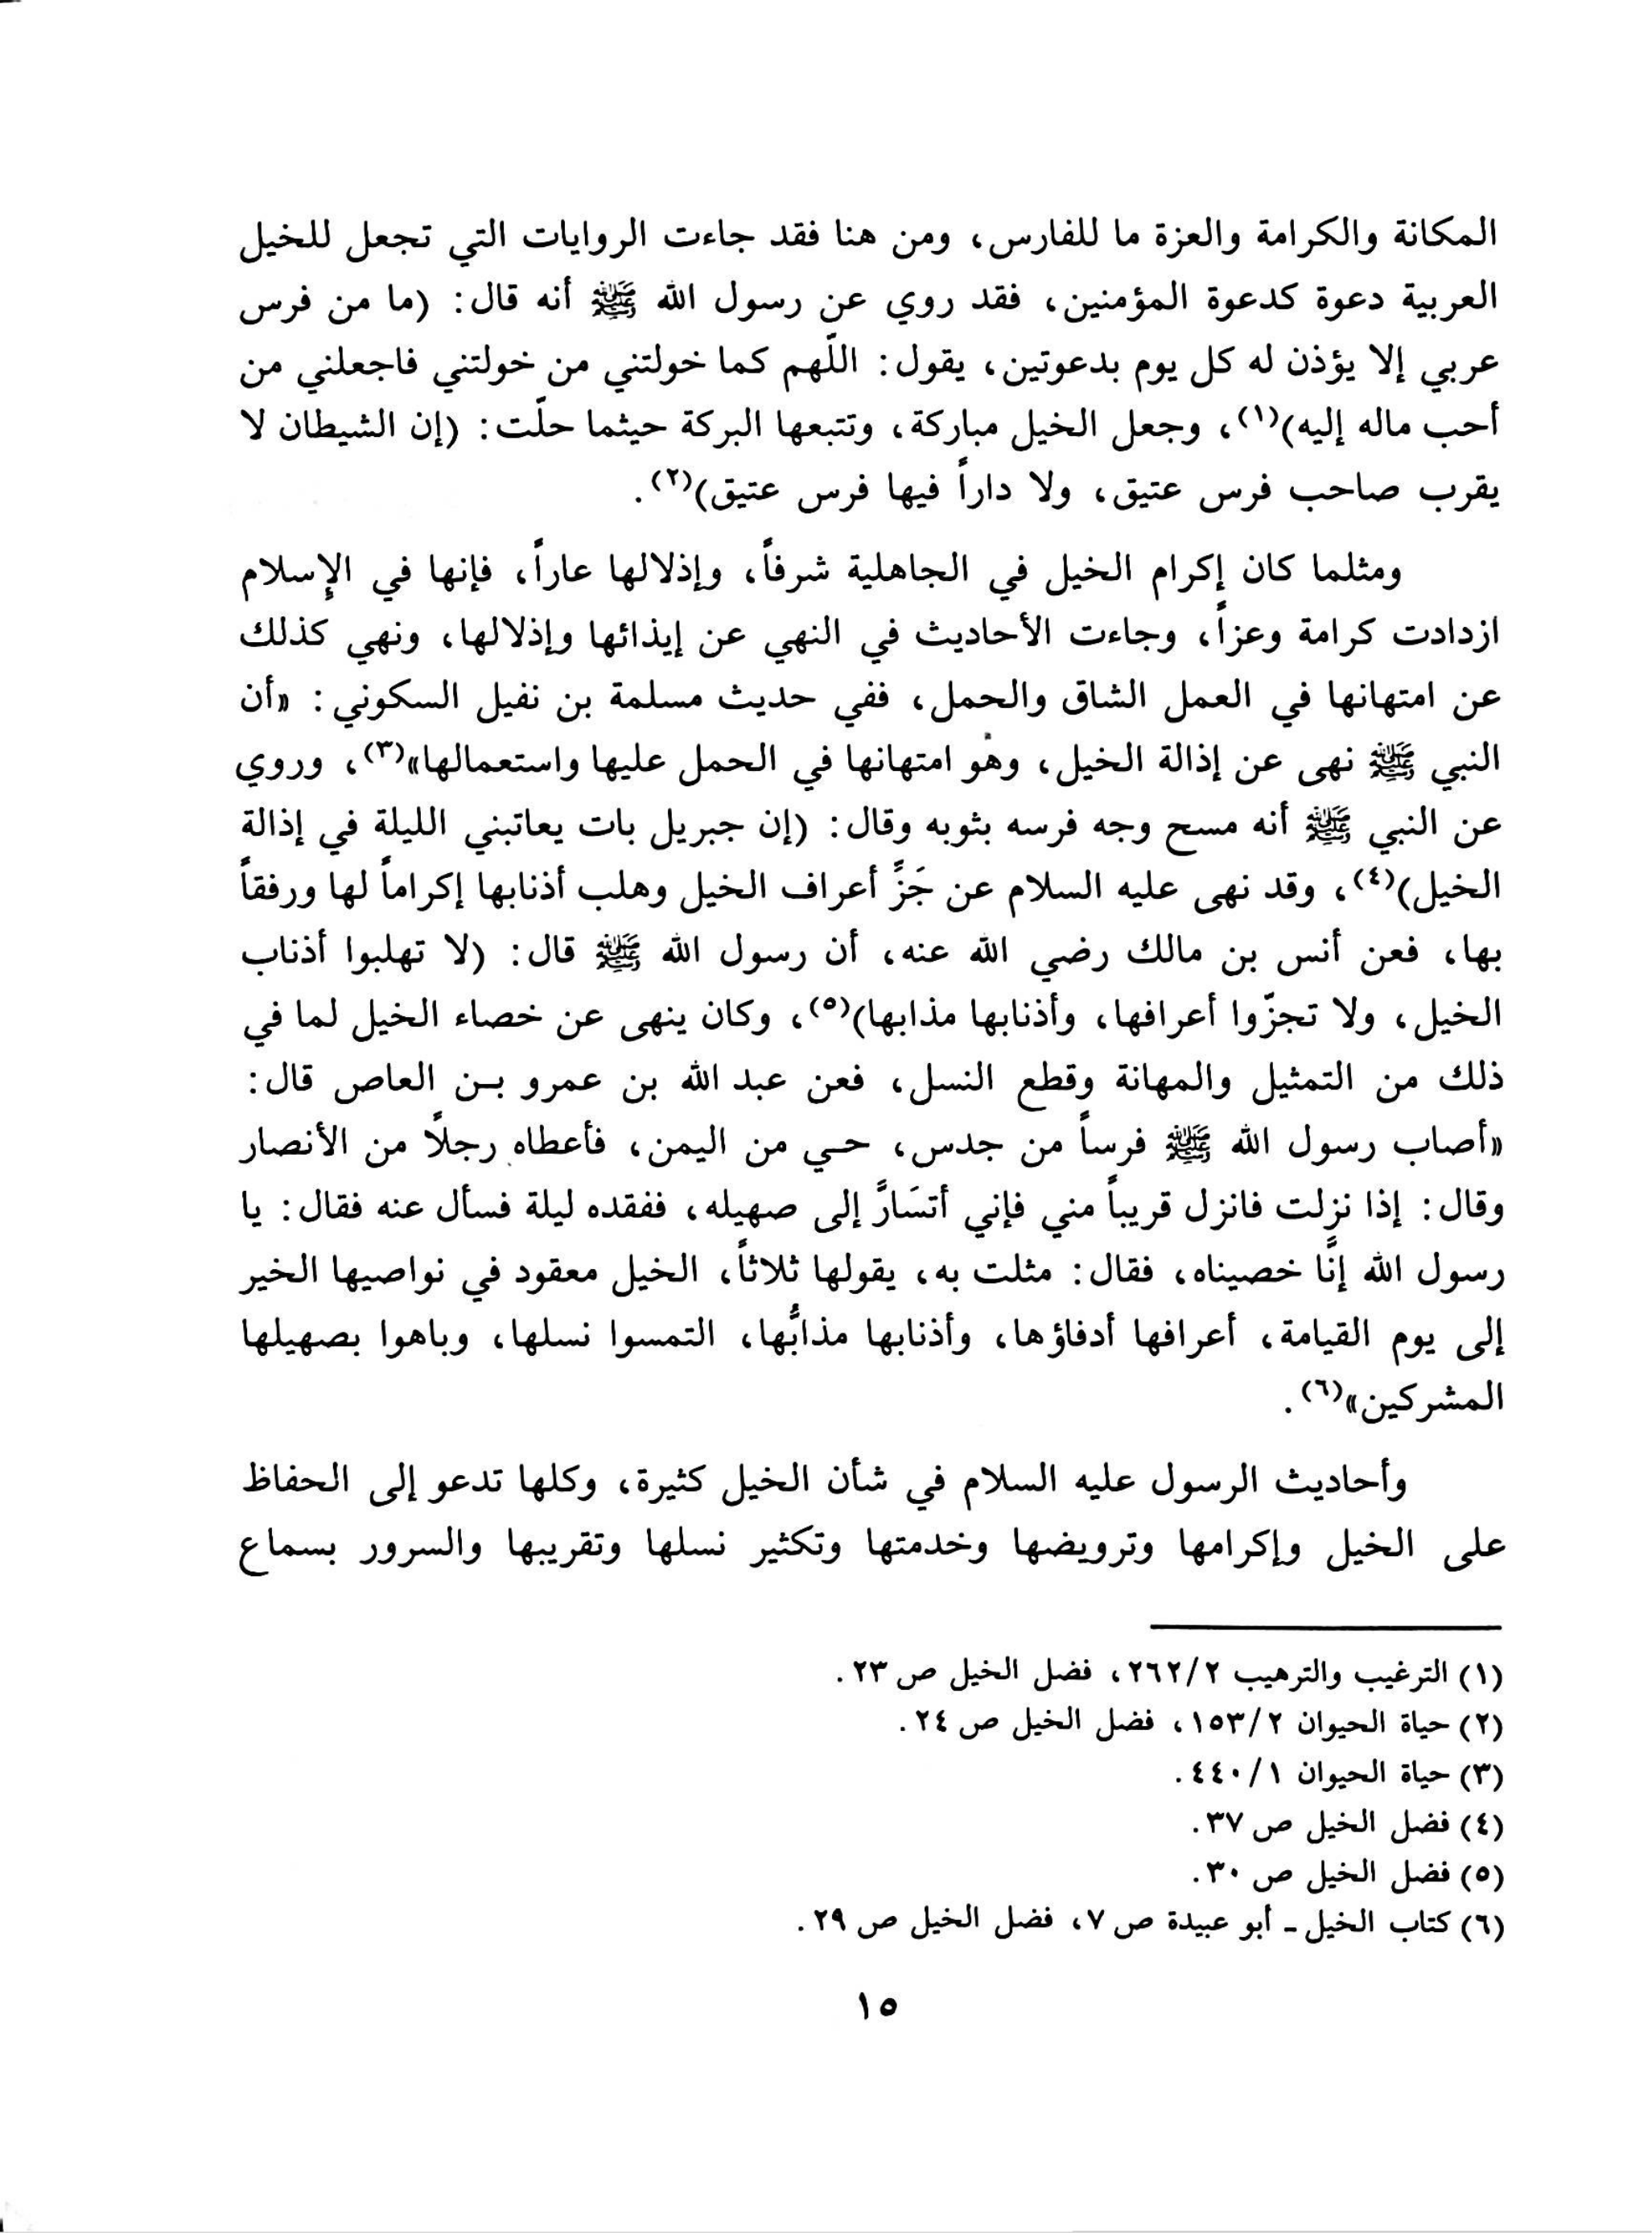 المكانة والكرامة والعزة ما للفارس، ومن هنا فقد جاءت الروايات التي تجعل للخيل
العربية دعوة كدعوة المؤمنين، فقد روي عن رسول الله ﷺ أنه قال: (ما من فرس
عربي إلا يؤذن له كل يوم بدعوتين، يقول: اللّهم كما خولتني من خولتني فاجعلني من
أحب ماله إليه)(١)، وجعل الخيل مباركة، وتتبعها البركة حيثما حلّت: (إن الشيطان لا
يقرب صاحب فرس عتيق، ولا داراً فيها فرس عتيق)(٢).
ومثلما كان إكرام الخيل في الجاهلية شرفاً، وإذلالها عاراً، فإنها في الإسلام
ازدادت كرامة وعزاً، وجاءت الأحاديث في النهي عن إيذائها وإذلالها، ونهي كذلك
عن امتهانها في العمل الشاق والحمل، ففي حديث مسلمة بن نفيل السكوني: «أن
النبي ﷺ نهى عن إذالة الخيل، وهو امتهانها في الحمل عليها واستعمالها»(٣)، وروي
عن النبي ﷺ أنه مسح وجه فرسه بثوبه وقال: (إن جبريل بات يعاتبني الليلة في إذالة
الخيل)(٤)، وقد نهى عليه السلام عن جَزِّ أعراف الخيل وهلب أذنابها إكراماً لها ورفقاً
بها، فعن أنس بن مالك رضي الله عنه، أن رسول الله ﷺ قال: (لا تهلبوا أذناب
الخيل، ولا تجزّوا أعرافها، وأذنابها مذابها)(٥)، وكان ينهى عن خصاء الخيل لما في
ذلك من التمثيل والمهانة وقطع النسل، فعن عبد الله بن عمرو بن العاص قال:
«أصاب رسول الله ﷺ فرساً من جدس، حي من اليمن، فأعطاه رجلًا من الأنصار
وقال: إذا نزلت فانزل قريباً مني فإني أتسَارًّ إلى صهيله، ففقده ليلة فسأل عنه فقال: يا
رسول الله إنَّا خصيناه، فقال: مثلت به، يقولها ثلاثاً، الخيل معقود في نواصيها الخير
إلى يوم القيامة، أعرافها أدفاؤها، وأذنابها مذابُّها، التمسوا نسلها، وباهوا بصهيلها
المشركين»(٦).
وأحاديث الرسول عليه السلام في شأن الخيل كثيرة، وكلها تدعو إلى الحفاظ
على الخيل وإكرامها وترويضها وخدمتها وتكثير نسلها وتقريبها والسرور بسماع
(١) الترغيب والترهيب ٢٦٢/٢، فضل الخيل ص ٢٣.
(٢) حياة الحيوان ١٥٣/٢، فضل الخيل ص ٢٤.
(٣) حياة الحيوان ٤٤٠/١.
(٤) فضل الخيل ص ٣٧.
(٥) فضل الخيل ص ٣٠.
(٦) كتاب الخيل ـ أبو عبيدة ص ٧، فضل الخيل ص ٢٩.
١٥